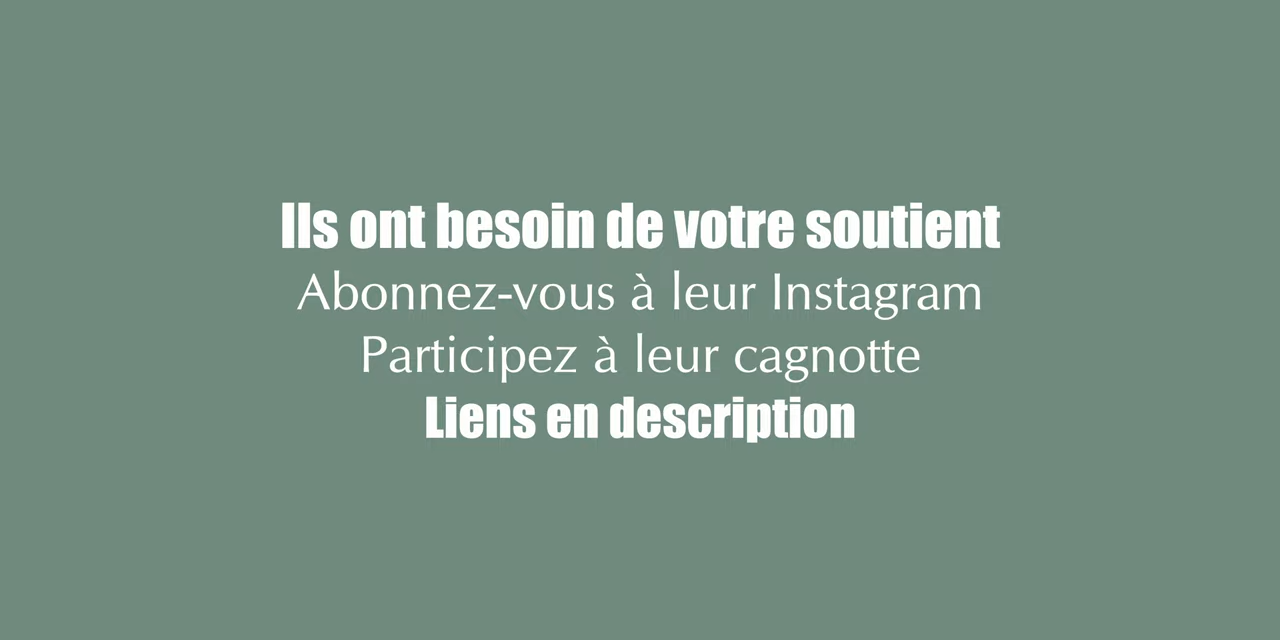 Ils ont besoin de votre soutient
Abonnez-vous à leur Instagram
Participez à leur cagnotte
Liens en description